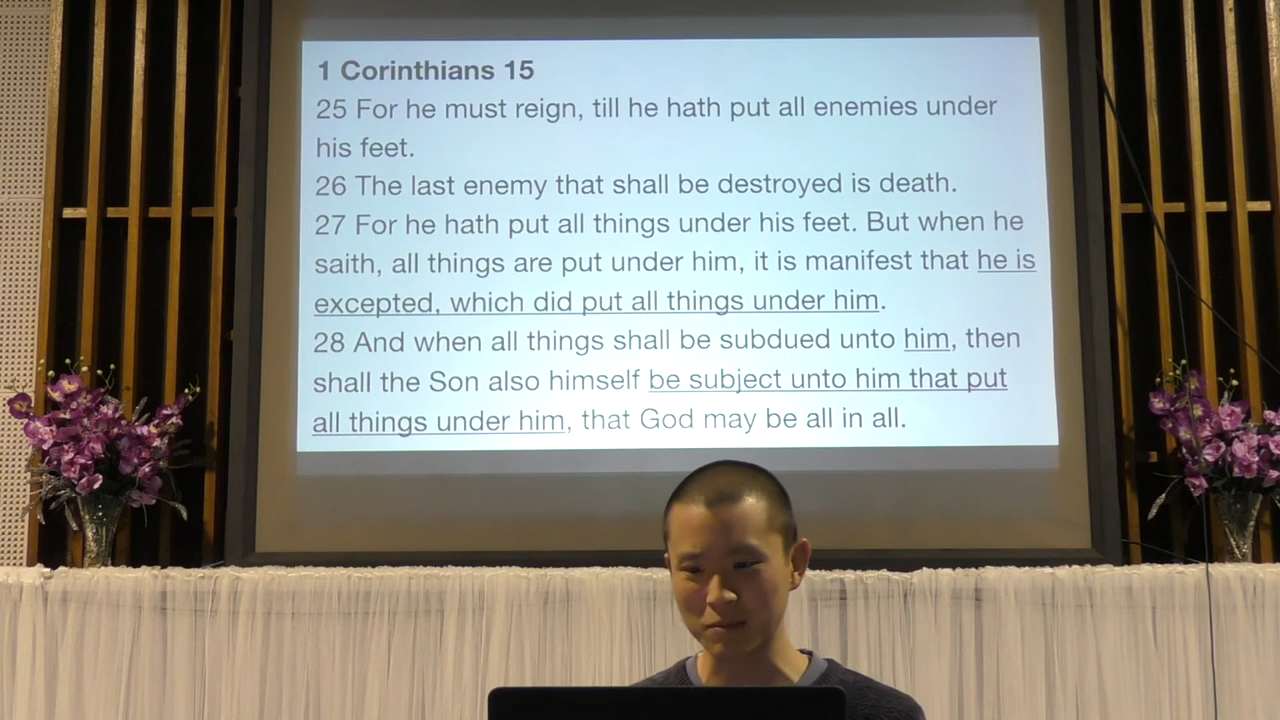 1 Corinthians 15
25 For he must reign, till he hath put all enemies under
his feet.
26 The last enemy that shall be destroyed is death.
27 For he hath put all things under his feet. But when he
saith, all things are put under him, it is manifest that he is
excepted, which did put all things under him.
28 And when all things shall be subdued unto him, then
shall the Son also himself be subject unto him that put
all things under him, that God may be all in all.